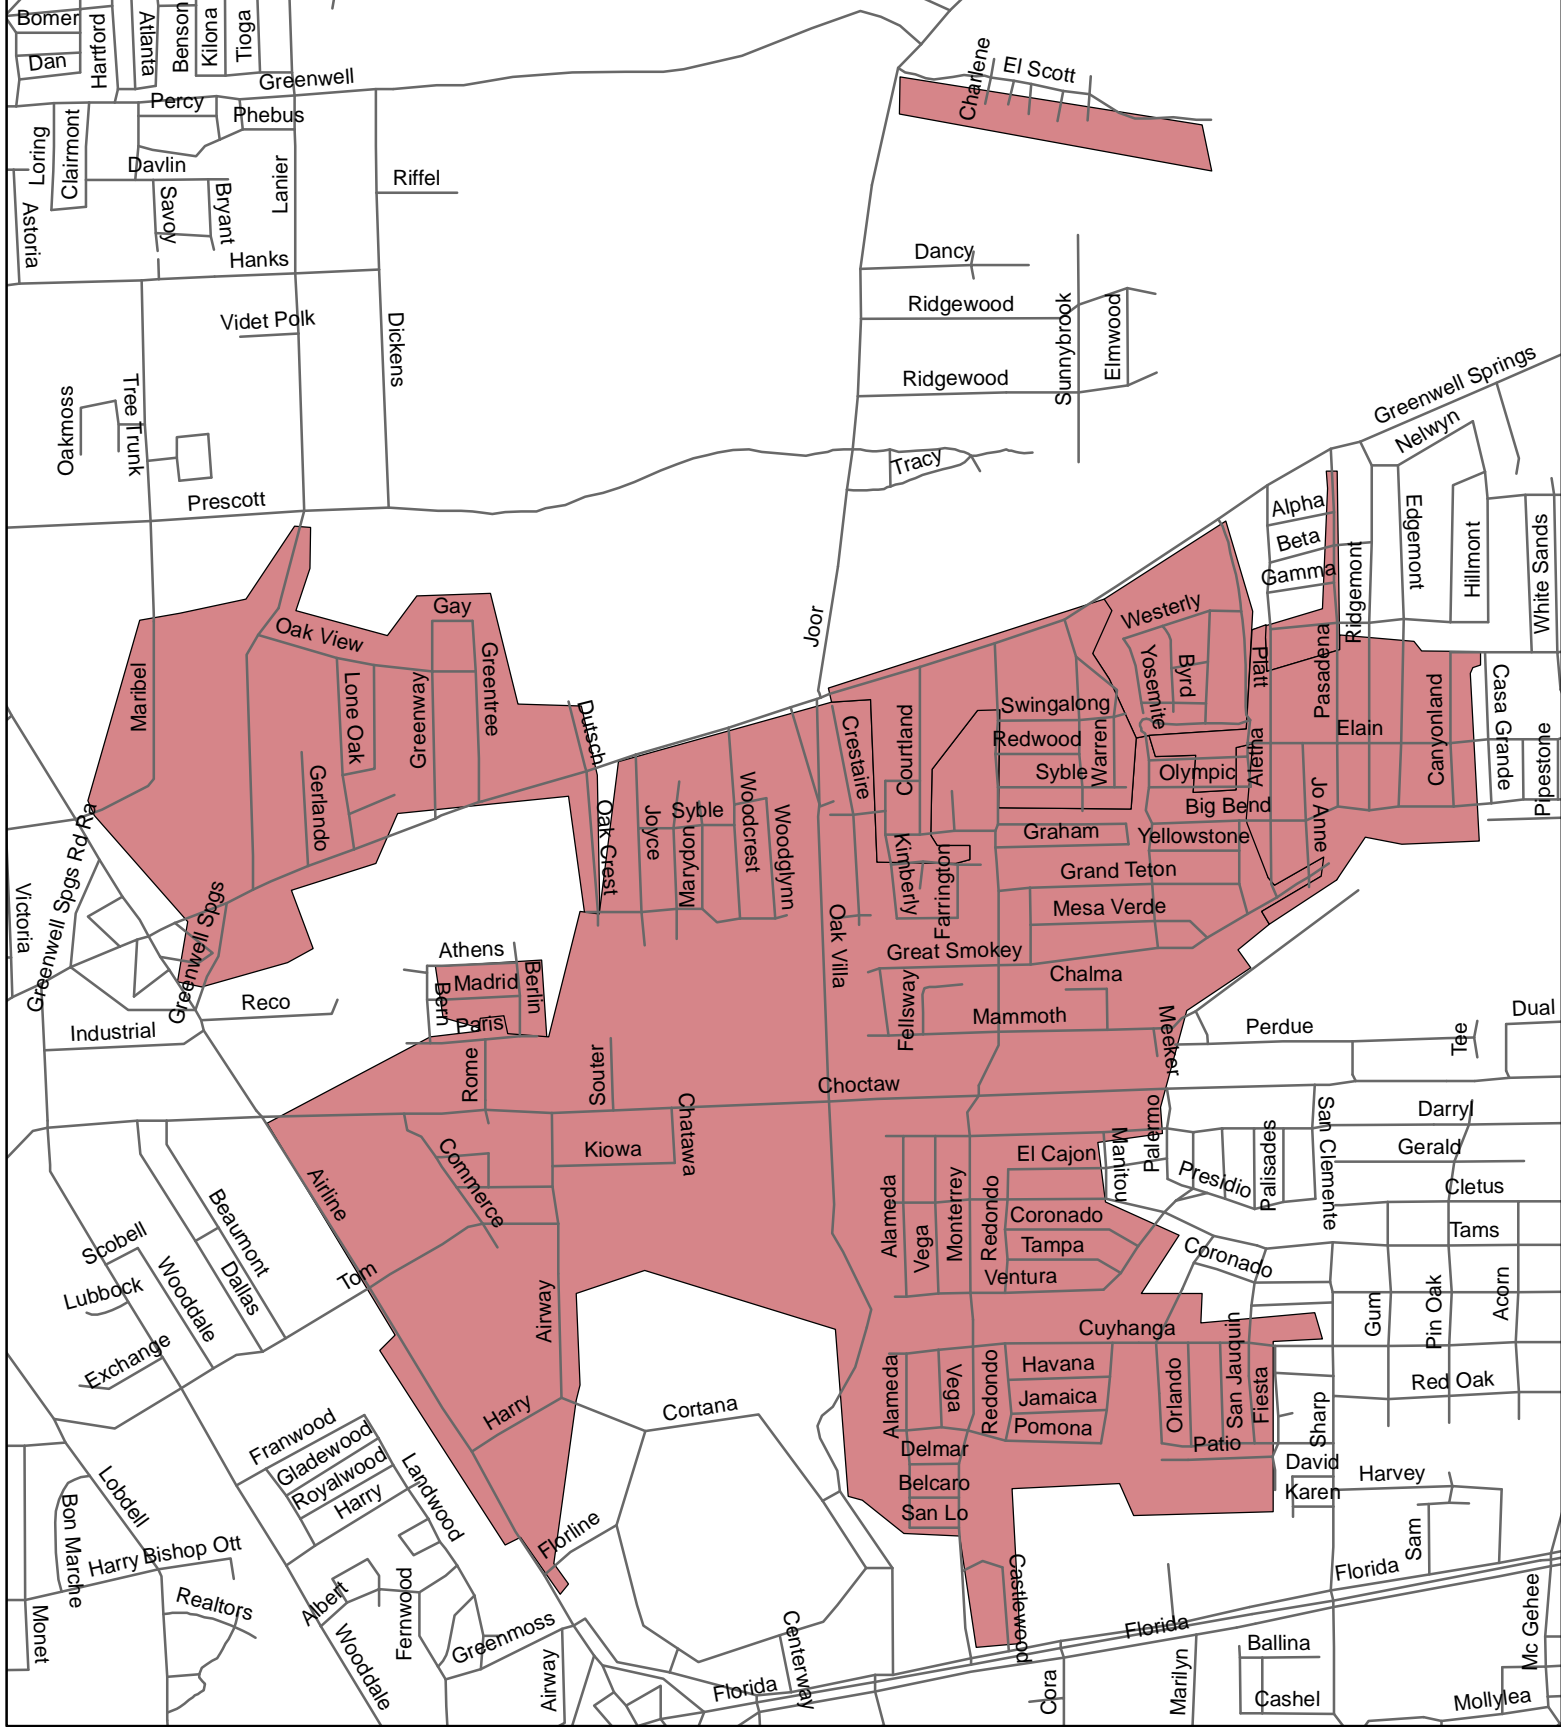 Bomer
Dan
Hartford
Atlanta
Benson
Kilona
Tioga
Greenwell
Percy
Phebus
Loring
Clairmont
Davlin
Astoria
Savoy
Bryant
Lanier
Riffel
Hanks
Videt Polk
Dickens
Oakmoss
Tree Trunk
Prescott
Charlene
El Scott
Dancy
Ridgewood
Ridgewood
Sunnybrook
Elmwood
Tracy
Joor
Greenwell Springs
Nelwyn
Alpha
Beta
Gamma
Ridgemont
Edgemont
Hillmont
White Sands
Maribel
Oak View
Gay
Greentree
Lone Oak
Greenway
Gerlando
Dutsch
Oak Crest
Joyce
Syble
Marydon
Woodcrest
Woodglynn
Crestaire
Courtland
Swingalong
Redwood
Syble
Warren
Westerly
Yosemite
Byrd
Platt
Pasadena
Elain
Canyonland
Casa Grande
Pipestone
Olympic
Aletha
Big Bend
Jo Anne
Graham
Yellowstone
Kimberly
Farrington
Grand Teton
Mesa Verde
Oak Villa
Great Smokey
Chalma
Fellsway
Mammoth
Meeker
Perdue
Tee
Dual
Greenwell Spgs Rd Ra
Victoria
Greenwell Spgs
Athens
Madrid
Bern
Berlin
Paris
Reco
Industrial
Rome
Souter
Choctaw
Chatawa
Kiowa
Commerce
Airline
Palermo
Maniton
El Cajon
Presidio
Palisades
San Clemente
Darryl
Gerald
Cletus
Tams
Alameda
Vega
Monterrey
Redondo
Coronado
Tampa
Ventura
Coronado
Beaumont
Scobell
Lubbock
Wooddale
Dallas
Tom
Exchange
Airway
Cuyhanga
Gum
Pin Oak
Acorn
Red Oak
Alameda
Vega
Redondo
Havana
Jamaica
Pomona
Orlando
San Jauquin
Fiesta
Sharp
Patio
Delmar
Belcaro
San Lo
David
Karen
Harvey
Sam
Harry
Cortana
Franwood
Gladewood
Royalwood
Harry
Landwood
Lobdell
Bon Marche
Harry Bishop Ott
Realtors
Monet
Albert
Fernwood
Wooddale
Greenmoss
Florline
Airway
Centerway
Florida
Castlewood
Cora
Florida
Marilyn
Ballina
Cashel
Florida
Mc Gehee
Mollylea